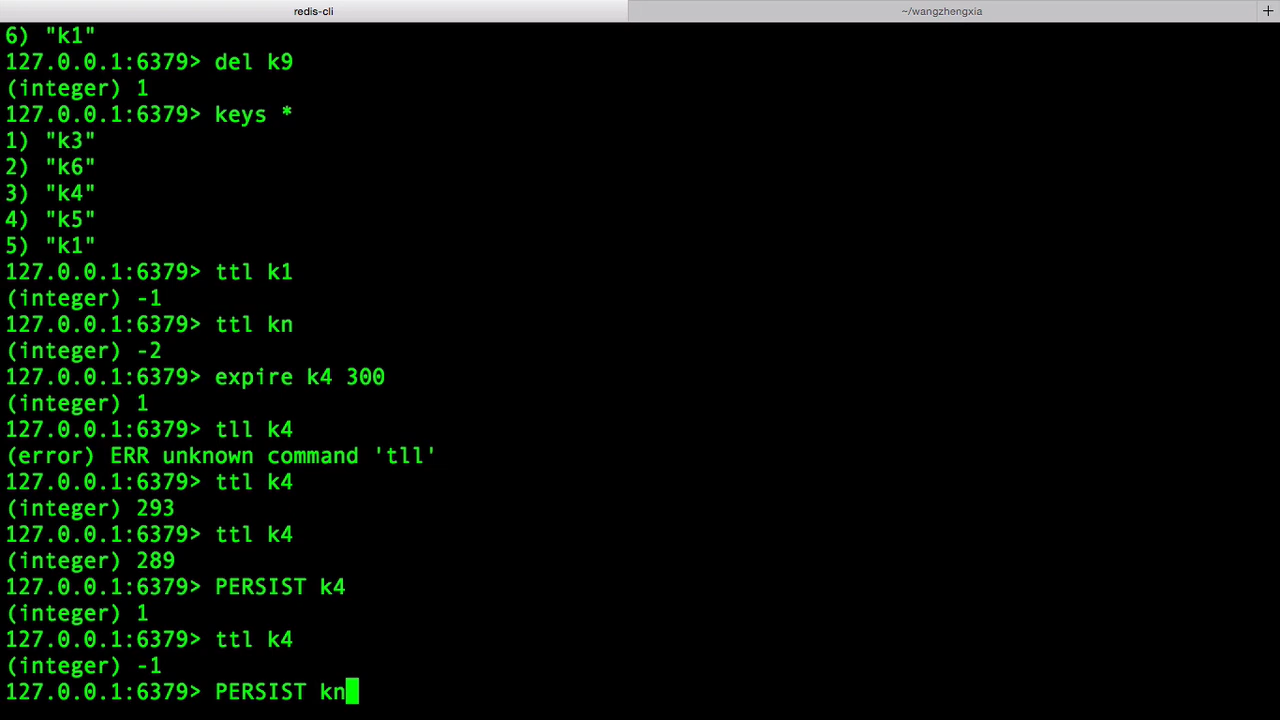 redis-cli
~/wangzhengxia
+
6) "k1"
127.0.0.1:6379> del k9
(integer) 1
127.0.0.1:6379> keys *
1) "k3"
2) "k6"
3) "k4"
4) "k5"
5) "k1"
127.0.0.1:6379> ttl k1
(integer) -1
127.0.0.1:6379> ttl kn
(integer) -2
127.0.0.1:6379> expire k4 300
(integer) 1
127.0.0.1:6379> tll k4
(error) ERR unknown command 'tll'
127.0.0.1:6379> ttl k4
(integer) 293
127.0.0.1:6379> ttl k4
(integer) 289
127.0.0.1:6379> PERSIST k4
(integer) 1
127.0.0.1:6379> ttl k4
(integer) -1
127.0.0.1:6379> PERSIST kn